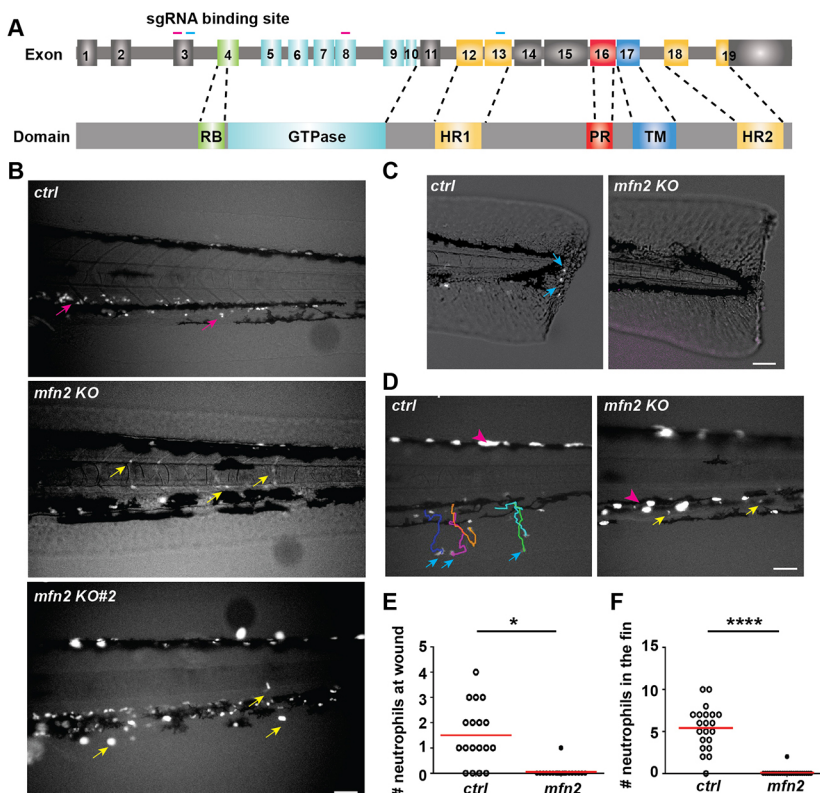 sgRNA binding site
A
Exon 1 2 3 4 5 6 7 8 9 10 11 12 13 14 15 16 17 18 19
Domain RB GTPase HR1 PR TM HR2
B
ctrl
mfn2 KO
mfn2 KO#2
C
ctrl mfn2 KO
D
ctrl mfn2 KO
E
*
# neutrophils at wound
5
4
3
2
1
0
ctrl mfn2
F
****
# neutrophils in the fin
15
10
5
0
ctrl mfn2